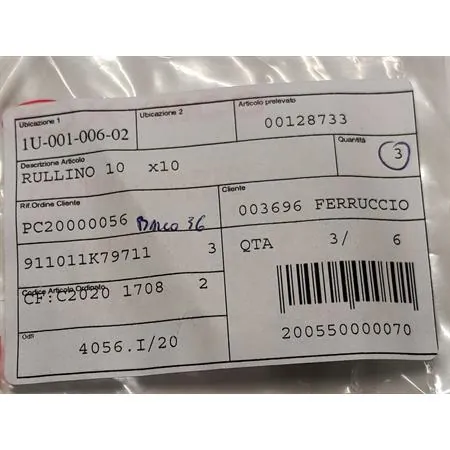 Ubicazione 1
1U-001-006-02
Ubicazione 2
Articolo prelevato
00128733
Descrizione Articolo
RULLINO 10 x10
Quantità
3
Rif.Ordine Cliente
PC20000056
Cliente
003696 FERRUCCIO
911011K79711 3
QTA 3/ 6
Codice Articolo Ordinato
CF:C2020 1708 2
200550000070
Odl
4056.I/20